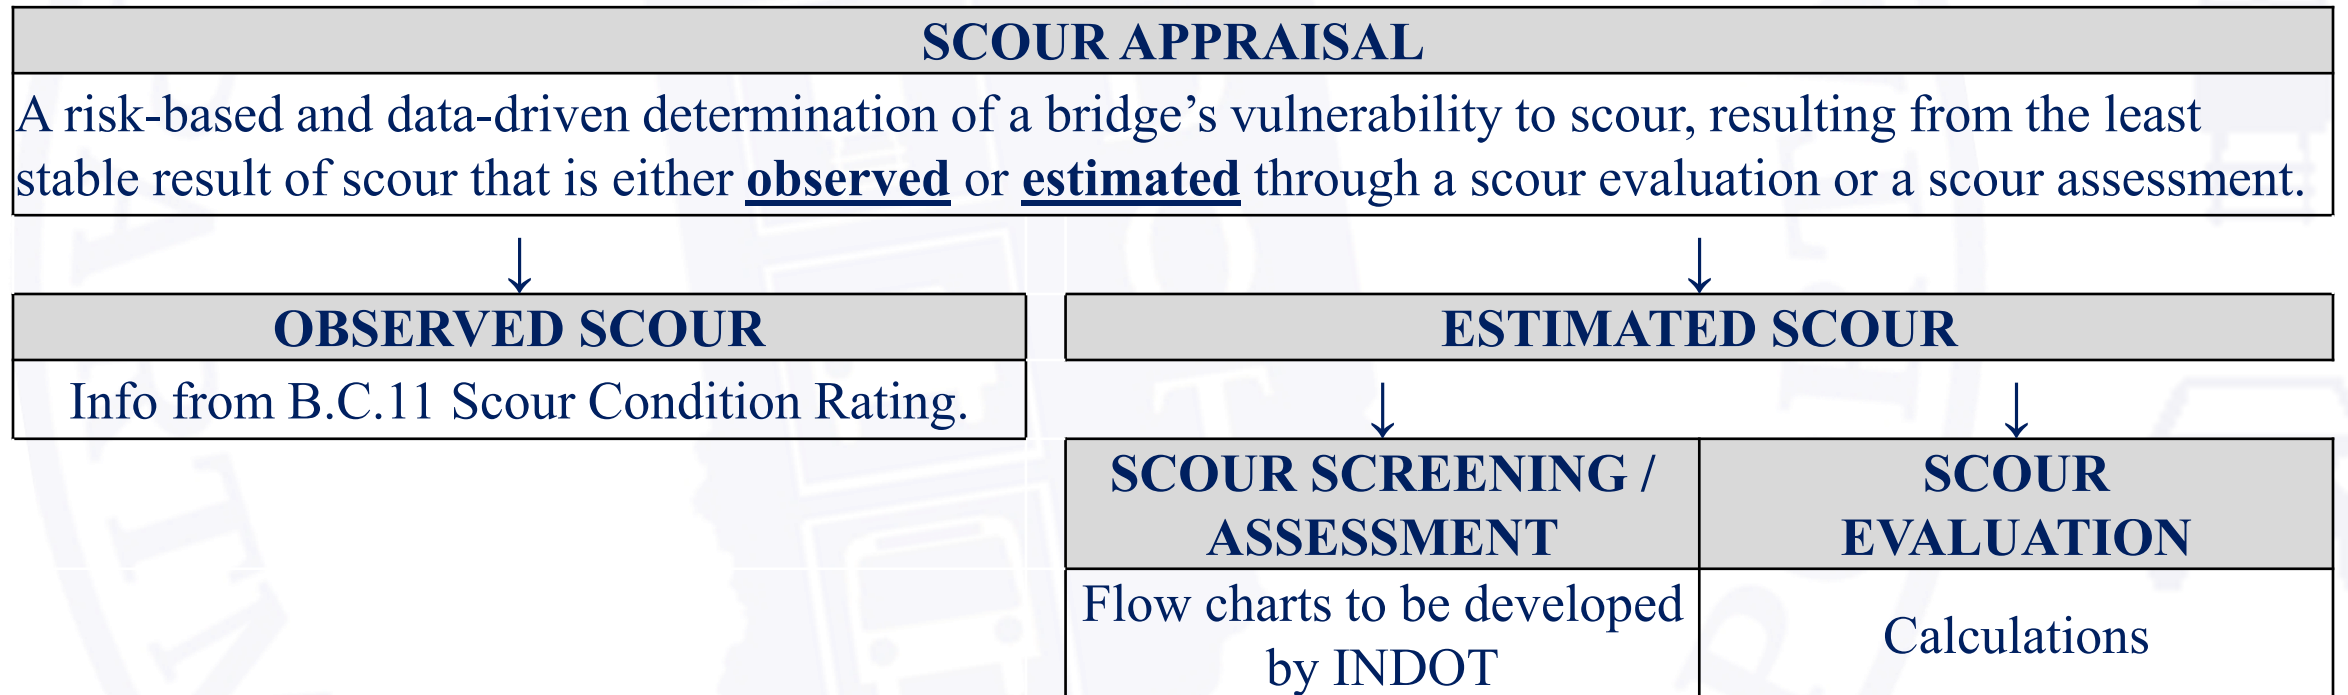 SCOUR APPRAISAL
A risk-based and data-driven determination of a bridge’s vulnerability to scour, resulting from the least
stable result of scour that is either observed or estimated through a scour evaluation or a scour assessment.
↓ ↓
OBSERVED SCOUR
Info from B.C.11 Scour Condition Rating.
ESTIMATED SCOUR
↓ ↓
SCOUR SCREENING /
ASSESSMENT
Flow charts to be developed
by INDOT
SCOUR
EVALUATION
Calculations